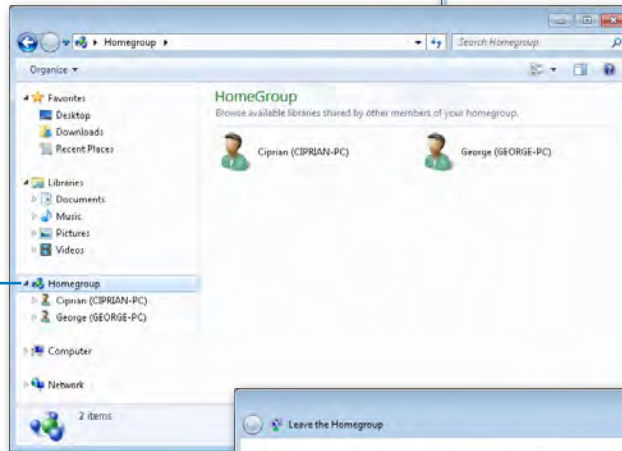 Homegroup
Search Homegroup
Organize
Favorites
Desktop
Downloads
Recent Places
Libraries
Documents
Music
Pictures
Videos
Homegroup
Ciprian (CIPRIAN-PC)
George (GEORGE-PC)
Computer
Network
HomeGroup
Browse available libraries shared by other members of your homegroup.
Ciprian (CIPRIAN-PC)
George (GEORGE-PC)
2 items
Leave the Homegroup